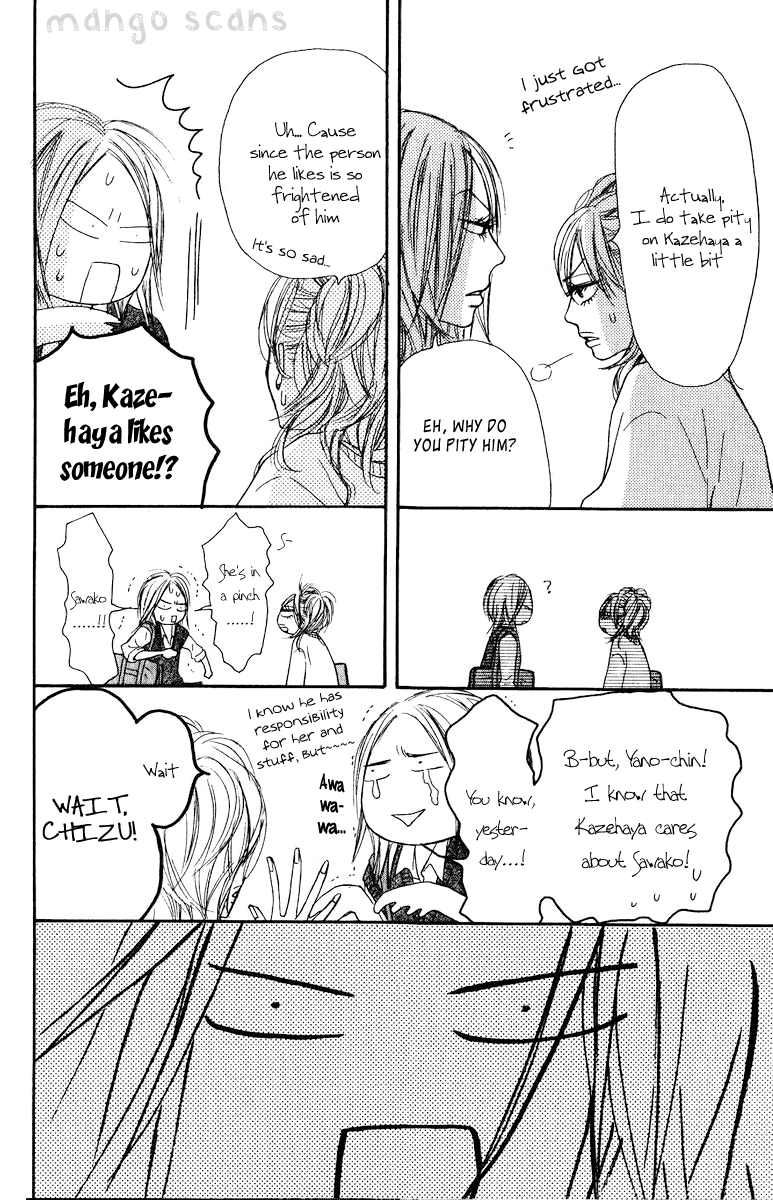 mango scans
I just GOT
frustrated...
Actually,
I do take pity
on Kazehaya a
little bit
EH, WHY DO
YOU PITY HIM?
Uh... Cause
since the person
he likes is so
frightened
of him
It's so sad...
Eh, Kaze-
haya likes
someone!?
?
She's in
a pinch
......!
Sawako
......!!
B-but, Yano-chin!
I know that
Kazehaya cares
about Sawako!
You know,
yester-
day...!
I know he has
responsibility
for her and
stuff, But~~~~
Awa
wa-
wa...
Wait
WAIT,
CHIZU!